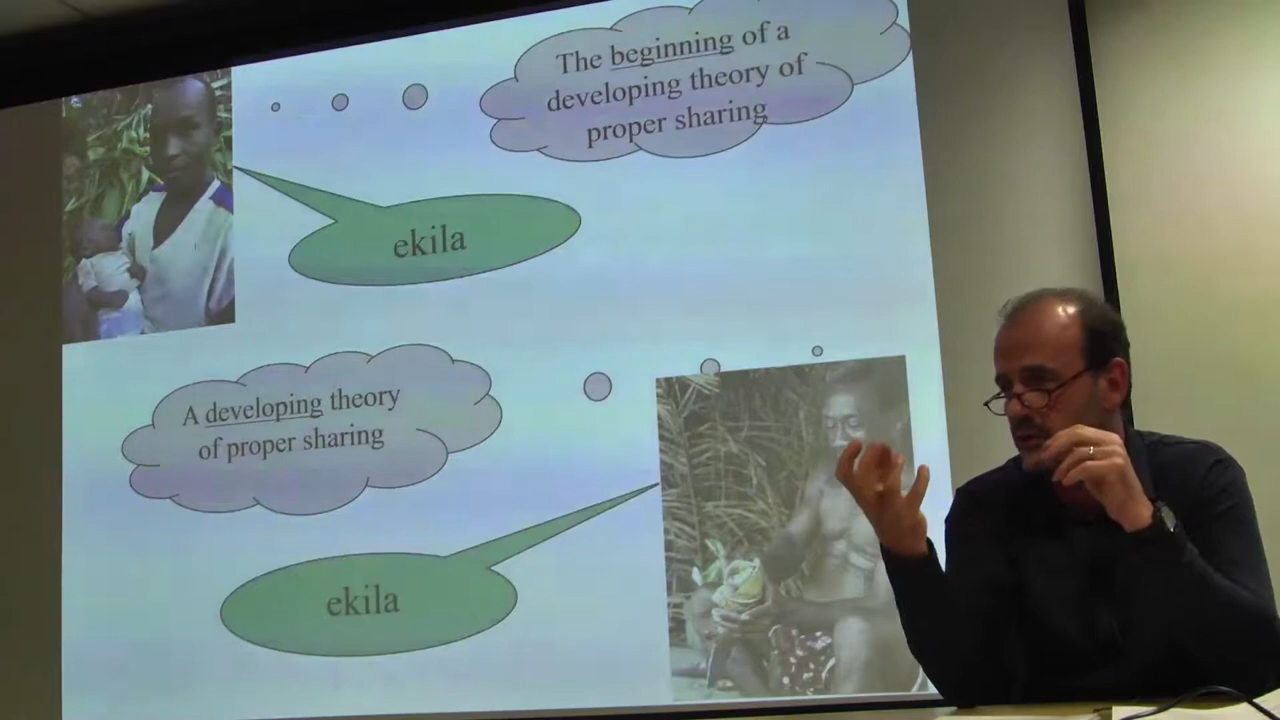 The beginning of a
developing theory of
proper sharing
ekila
A developing theory
of proper sharing
ekila